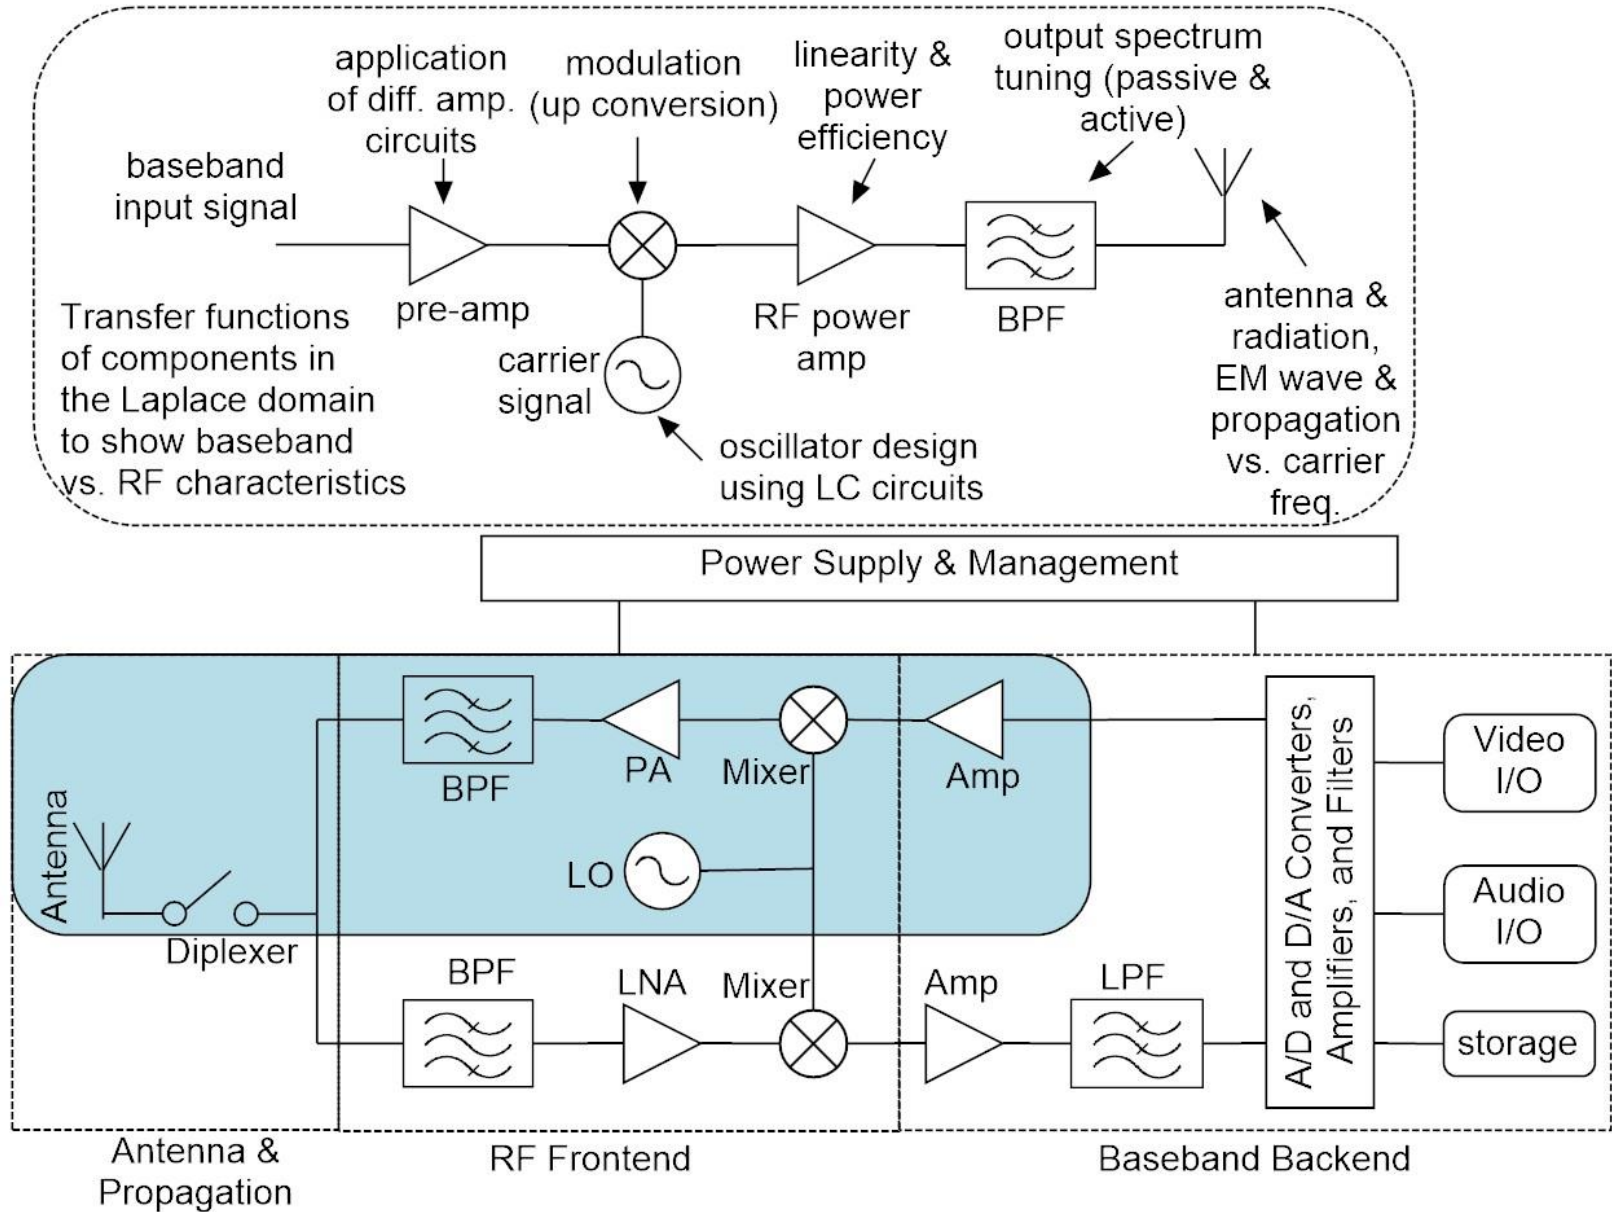 application
of diff. amp.
circuits
modulation
(up conversion)
linearity &
power
efficiency
output spectrum
tuning (passive &
active)
baseband
input signal
pre-amp
carrier
signal
RF power
amp
BPF
antenna &
radiation,
EM wave &
propagation
vs. carrier
freq.
Transfer functions
of components in
the Laplace domain
to show baseband
vs. RF characteristics
oscillator design
using LC circuits
Power Supply & Management
BPF
PA
Mixer
Amp
Antenna
LO
Diplexer
BPF
LNA
Mixer
Amp
LPF
A/D and D/A Converters,
Amplifiers, and Filters
Video
I/O
Audio
I/O
storage
Antenna &
Propagation
RF Frontend
Baseband Backend